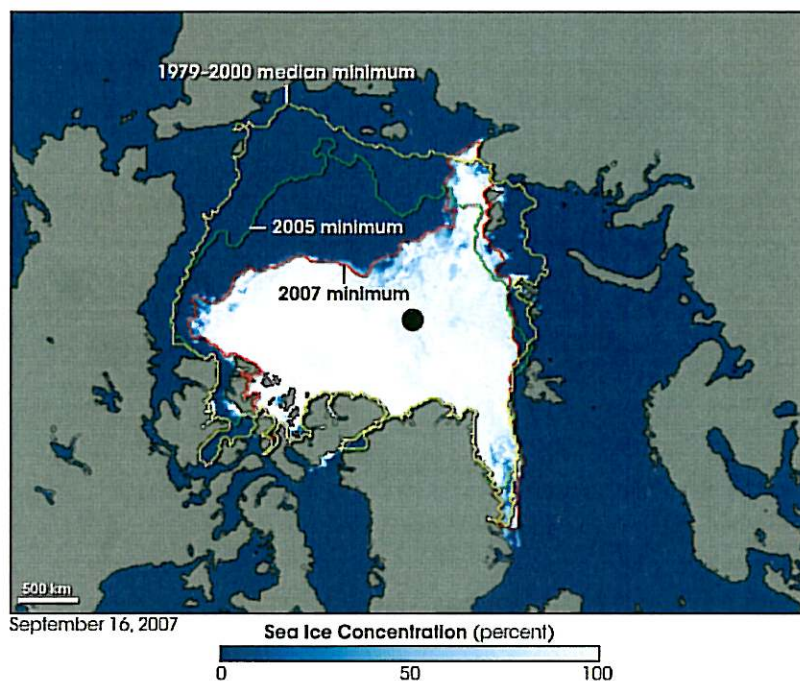 1979–2000 median minimum
2005 minimum
2007 minimum
500 km
September 16, 2007
Sea Ice Concentration (percent)
0 50 100